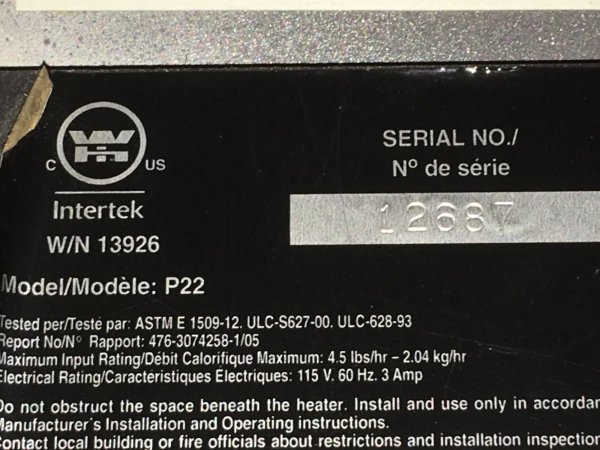 SERIAL NO./
Nº de série
12687
C US
Intertek
W/N 13926
Model/Modèle: P22
Tested per/Testé par: ASTM E 1509-12. ULC-S627-00. ULC-628-93
Report No/N° Rapport: 476-3074258-1/05
Maximum Input Rating/Débit Calorifique Maximum: 4.5 lbs/hr - 2.04 kg/hr
Electrical Rating/Caractéristiques Électriques: 115 V. 60 Hz. 3 Amp
Do not obstruct the space beneath the heater. Install and use only in
Manufacturer's Installation and Operating instructions.
Contact local building or fire officials about restrictions and installation